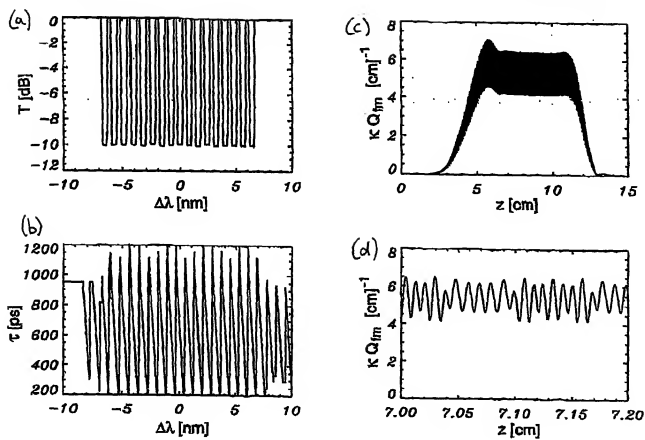 (a)
0
-2
-4
-6
-8
-10
-12
T [dB]
-10 -5 0 5 10
Δλ [nm]
(b)
1200
1000
800
600
400
200
τ [ps]
-10 -5 0 5 10
Δλ [nm]
(c)
8
6
4
2
0
κ Q_fm [cm]^-1
0 5 10 15
z [cm]
(d)
8
6
4
2
0
κ Q_fm [cm]^-1
7.00 7.05 7.10 7.15 7.20
z [cm]